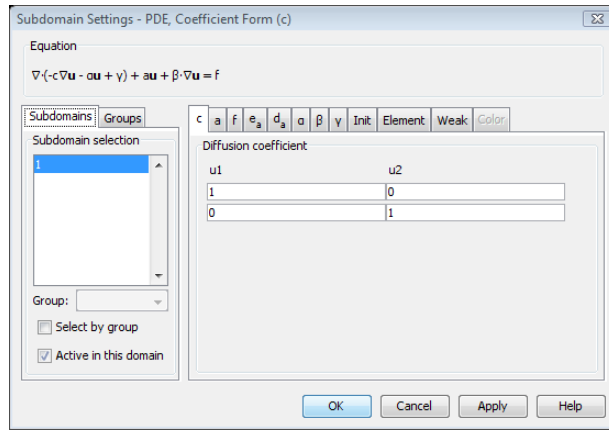 Subdomain Settings - PDE, Coefficient Form (c)
Equation
∇·(-c∇u - αu + γ) + au + β·∇u = f
Subdomains Groups
Subdomain selection
1
Group:
Select by group
Active in this domain
c a f ea da α β γ Init Element Weak Color
Diffusion coefficient
u1 u2
1 0
0 1
OK Cancel Apply Help